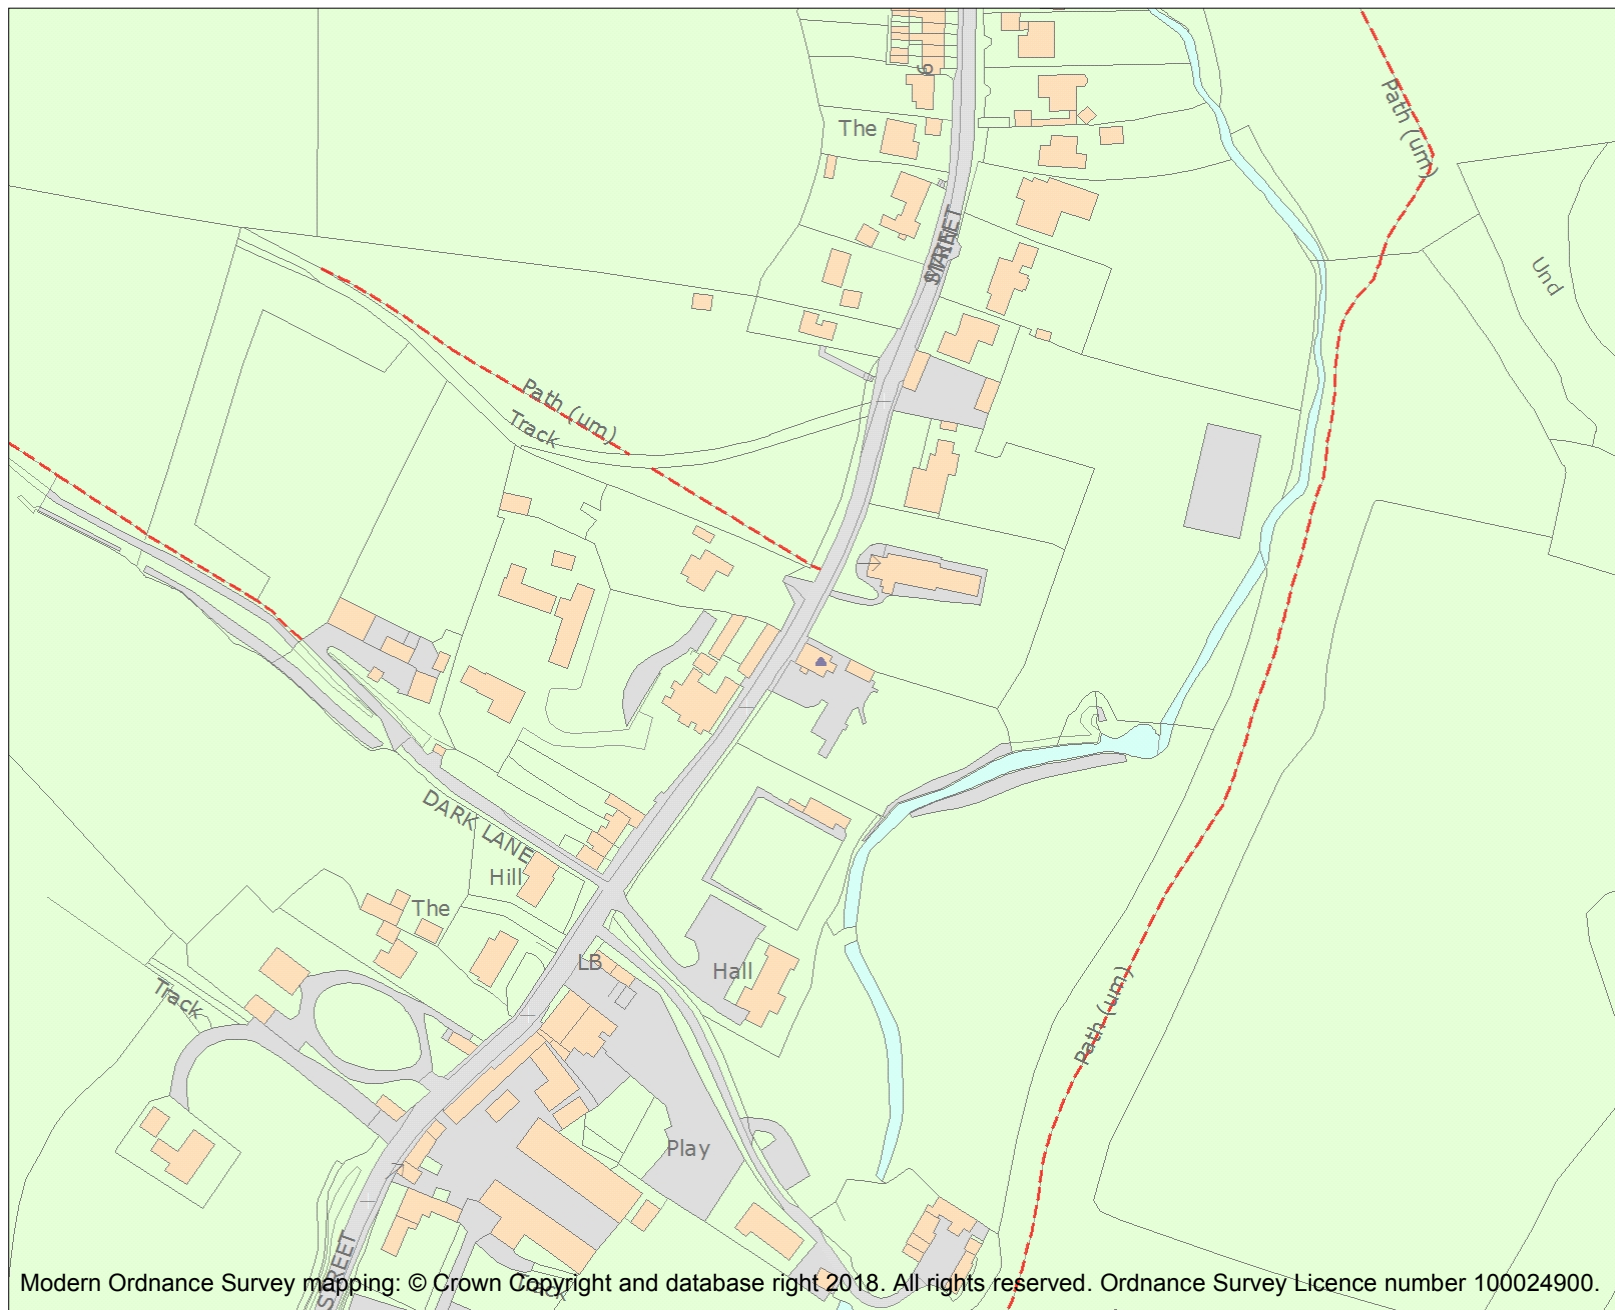 6
The
Path (um)
Und
Path (um)
Track
DARK LANE
Hill
The
LB
Hall
Track
Path (um)
Play
STREET
Modern Ordnance Survey mapping: © Crown Copyright and database right 2018. All rights reserved. Ordnance Survey Licence number 100024900.